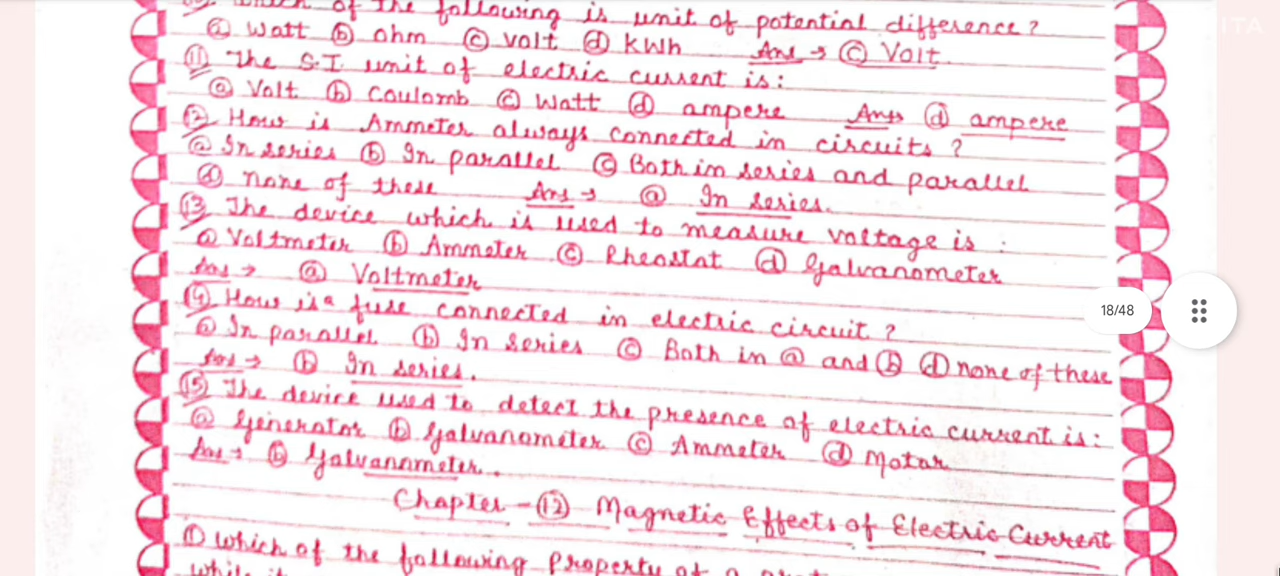 which of the following is unit of potential difference ?
ⓐ Watt ⓑ ohm ⓒ volt ⓓ kWh Ans → ⓒ Volt.
⑪ The S.I. unit of electric current is :
ⓐ Volt ⓑ Coulomb ⓒ Watt ⓓ ampere Ans→ ⓓ ampere
⑫ How is Ammeter always connected in circuits ?
ⓐ In series ⓑ In parallel ⓒ Both in series and parallel
ⓓ none of these Ans → ⓐ In series.
⑬ The device which is used to measure voltage is :
ⓐ Voltmeter ⓑ Ammeter ⓒ Rheostat ⓓ Galvanometer
Ans → ⓐ Voltmeter
18/48
⑭ How is a fuse connected in electric circuit ?
ⓐ In parallel ⓑ In series ⓒ Both in ⓐ and ⓑ ⓓ none of these
Ans → ⓑ In series.
⑮ The device used to detect the presence of electric current is :
ⓐ Generator ⓑ Galvanometer ⓒ Ammeter ⓓ Motor
Ans → ⓑ Galvanometer.
Chapter - ⑫ Magnetic Effects of Electric Current
① which of the following Property of a
while